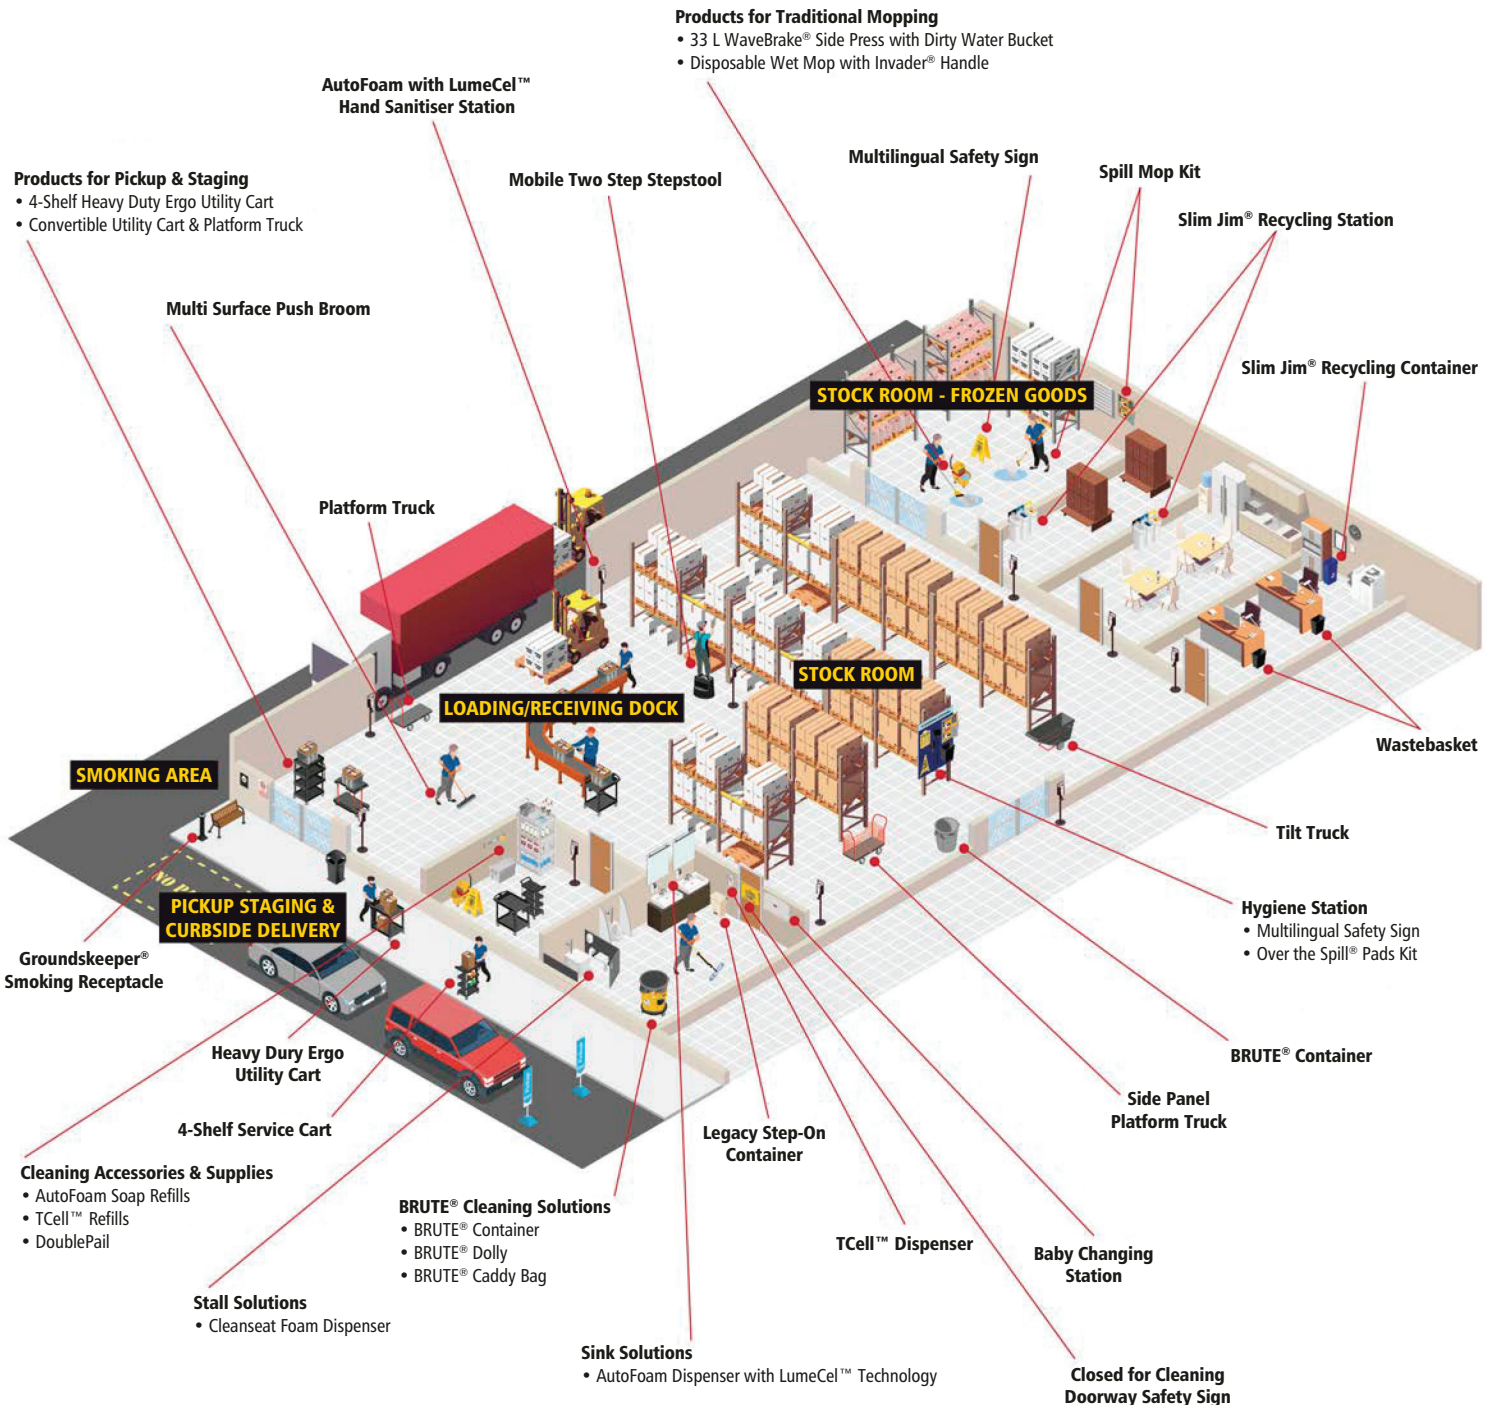 Products for Traditional Mopping
• 33 L WaveBrake® Side Press with Dirty Water Bucket
• Disposable Wet Mop with Invader® Handle
AutoFoam with LumeCel™
Hand Sanitiser Station
Multilingual Safety Sign
Spill Mop Kit
Products for Pickup & Staging
• 4-Shelf Heavy Duty Ergo Utility Cart
• Convertible Utility Cart & Platform Truck
Mobile Two Step Stepstool
Slim Jim® Recycling Station
Multi Surface Push Broom
Slim Jim® Recycling Container
STOCK ROOM - FROZEN GOODS
Platform Truck
STOCK ROOM
LOADING/RECEIVING DOCK
Wastebasket
SMOKING AREA
Tilt Truck
NO P
PICKUP STAGING &
CURBSIDE DELIVERY
Hygiene Station
• Multilingual Safety Sign
• Over the Spill® Pads Kit
Groundskeeper®
Smoking Receptacle
Heavy Dury Ergo
Utility Cart
BRUTE® Container
Pickup
Pickup
Side Panel
Platform Truck
4-Shelf Service Cart
Legacy Step-On
Container
Cleaning Accessories & Supplies
• AutoFoam Soap Refills
• TCell™ Refills
• DoublePail
BRUTE® Cleaning Solutions
• BRUTE® Container
• BRUTE® Dolly
• BRUTE® Caddy Bag
TCell™ Dispenser
Baby Changing
Station
Stall Solutions
• Cleanseat Foam Dispenser
Sink Solutions
• AutoFoam Dispenser with LumeCel™ Technology
Closed for Cleaning
Doorway Safety Sign